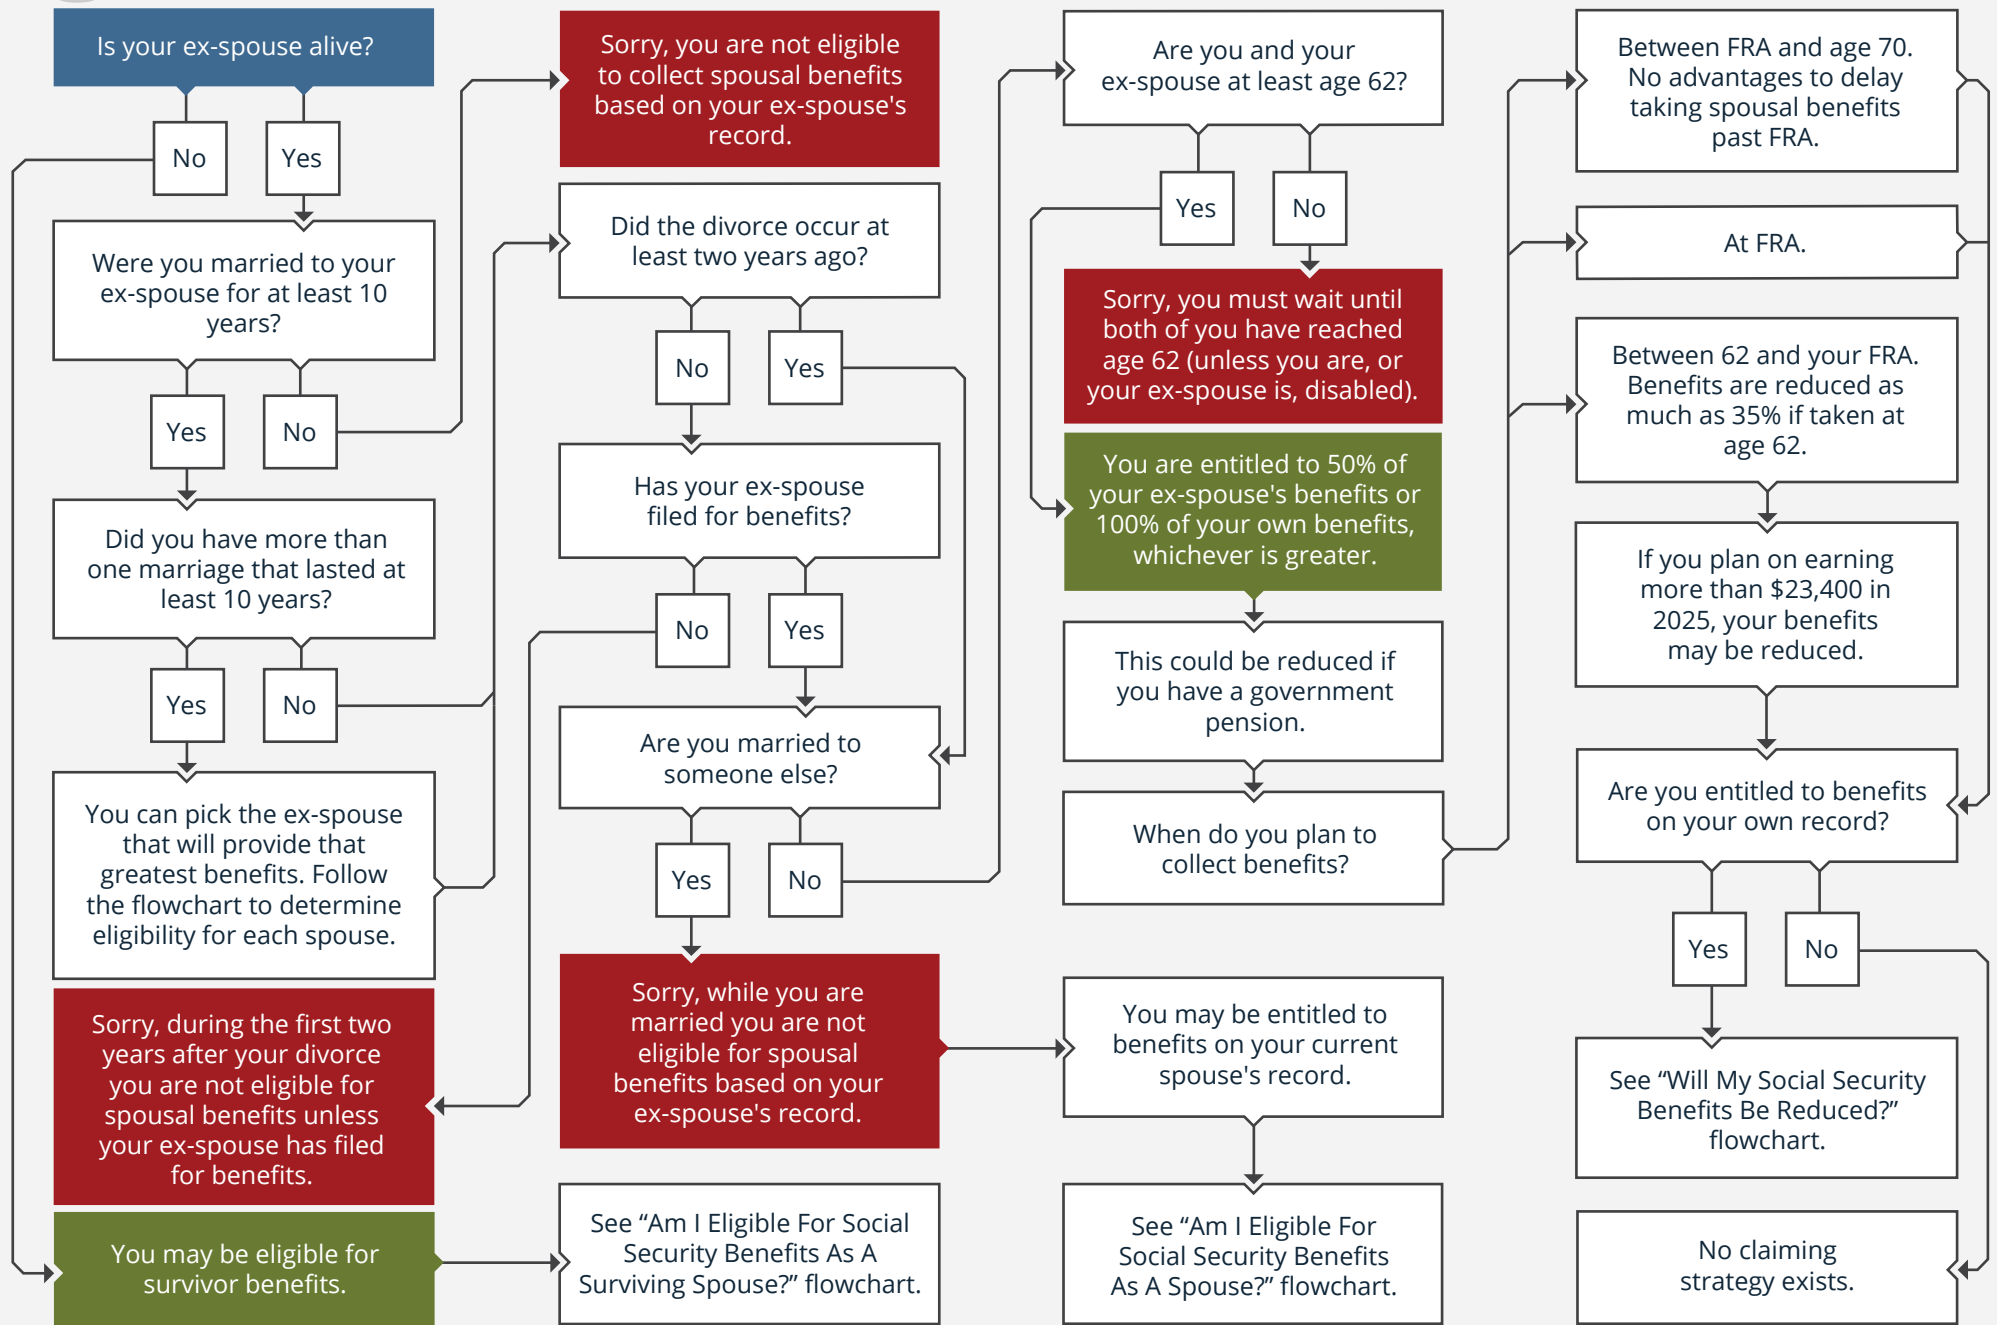 Is your ex-spouse alive?
No
Yes
Were you married to your
ex-spouse for at least 10
years?
Yes
No
Did you have more than
one marriage that lasted at
least 10 years?
Yes
No
You can pick the ex-spouse
that will provide that
greatest benefits. Follow
the flowchart to determine
eligibility for each spouse.
Sorry, during the first two
years after your divorce
you are not eligible for
spousal benefits unless
your ex-spouse has filed
for benefits.
You may be eligible for
survivor benefits.
Sorry, you are not eligible
to collect spousal benefits
based on your ex-spouse's
record.
Did the divorce occur at
least two years ago?
No
Yes
Has your ex-spouse
filed for benefits?
No
Yes
Are you married to
someone else?
Yes
No
Sorry, while you are
married you are not
eligible for spousal
benefits based on your
ex-spouse's record.
See “Am I Eligible For Social
Security Benefits As A
Surviving Spouse?” flowchart.
Are you and your
ex-spouse at least age 62?
Yes
No
Sorry, you must wait until
both of you have reached
age 62 (unless you are, or
your ex-spouse is, disabled).
You are entitled to 50% of
your ex-spouse's benefits or
100% of your own benefits,
whichever is greater.
This could be reduced if
you have a government
pension.
When do you plan to
collect benefits?
You may be entitled to
benefits on your current
spouse's record.
See “Am I Eligible For
Social Security Benefits
As A Spouse?” flowchart.
Between FRA and age 70.
No advantages to delay
taking spousal benefits
past FRA.
At FRA.
Between 62 and your FRA.
Benefits are reduced as
much as 35% if taken at
age 62.
If you plan on earning
more than $23,400 in
2025, your benefits
may be reduced.
Are you entitled to benefits
on your own record?
Yes
No
See “Will My Social Security
Benefits Be Reduced?”
flowchart.
No claiming
strategy exists.